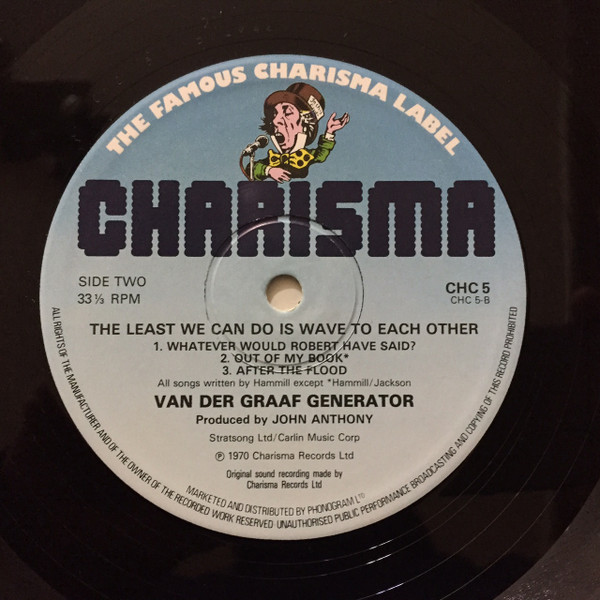 THE FAMOUS CHARISMA LABEL
CHARISMA
SIDE TWO
33⅓ RPM
CHC 5
CHC 5-B
THE LEAST WE CAN DO IS WAVE TO EACH OTHER
1. WHATEVER WOULD ROBERT HAVE SAID?
2. OUT OF MY BOOK*
3. AFTER THE FLOOD
All songs written by Hammill except *Hammill/Jackson
VAN DER GRAAF GENERATOR
Produced by JOHN ANTHONY
Stratsong Ltd/Carlin Music Corp
℗ 1970 Charisma Records Ltd
Original sound recording made by
Charisma Records Ltd
MARKETED AND DISTRIBUTED BY PHONOGRAM LTD
ALL RIGHTS OF THE MANUFACTURER AND OF THE OWNER OF THE RECORDED WORK RESERVED·UNAUTHORISED PUBLIC PERFORMANCE BROADCASTING AND COPYING OF THIS RECORD PROHIBITED